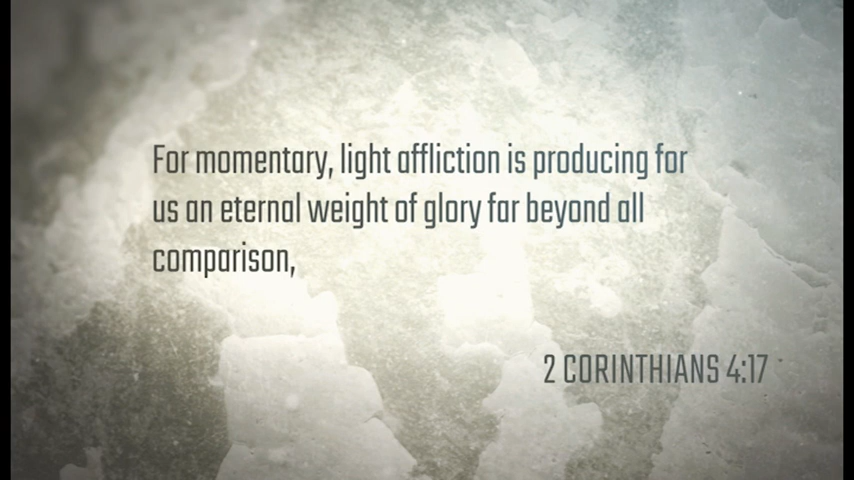 For momentary, light affliction is producing for
us an eternal weight of glory far beyond all
comparison,
2 CORINTHIANS 4:17